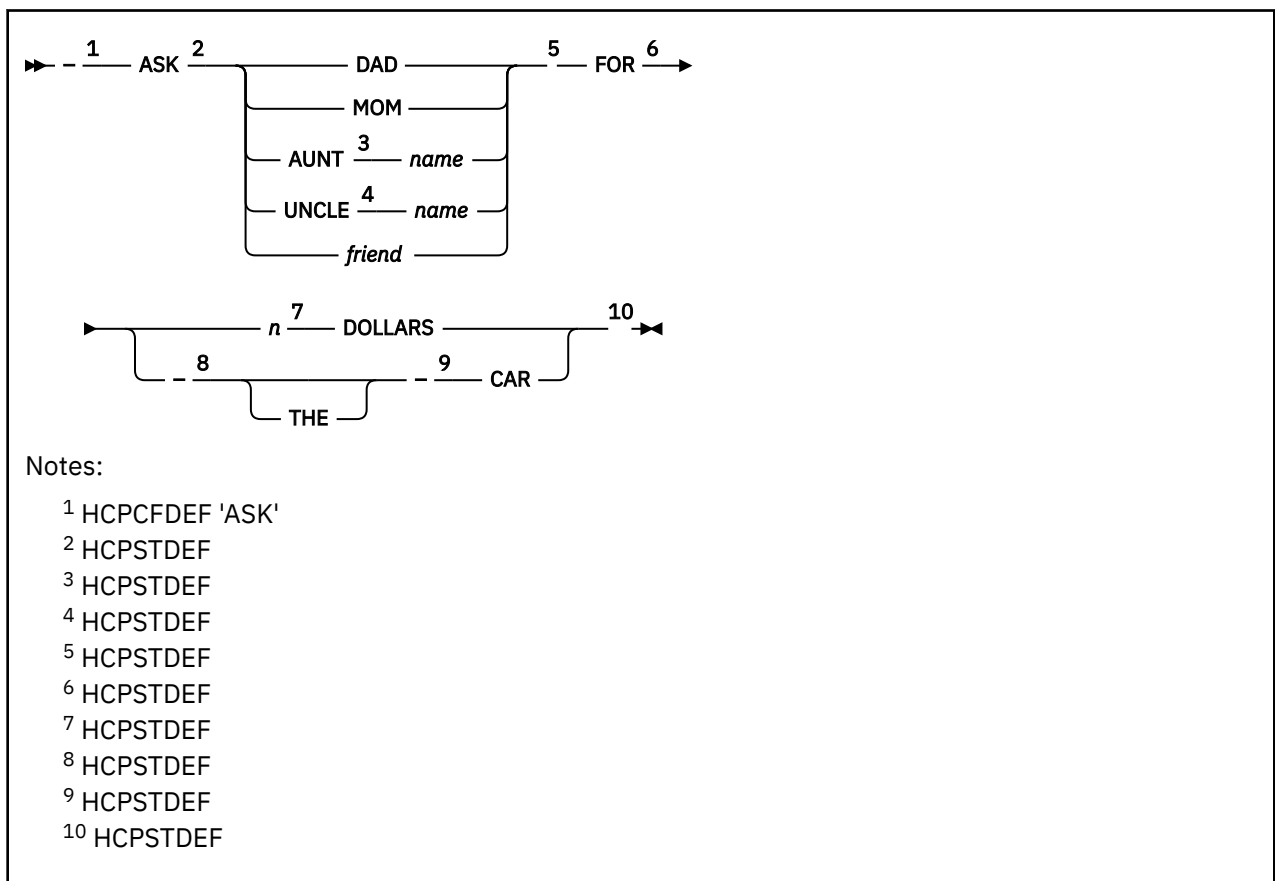 1 ASK 2 DAD 5 FOR 6
MOM
AUNT 3 name
UNCLE 4 name
friend
n 7 DOLLARS 10
8 9 CAR
THE
Notes:
1 HCPCFDEF 'ASK'
2 HCPSTDEF
3 HCPSTDEF
4 HCPSTDEF
5 HCPSTDEF
6 HCPSTDEF
7 HCPSTDEF
8 HCPSTDEF
9 HCPSTDEF
10 HCPSTDEF